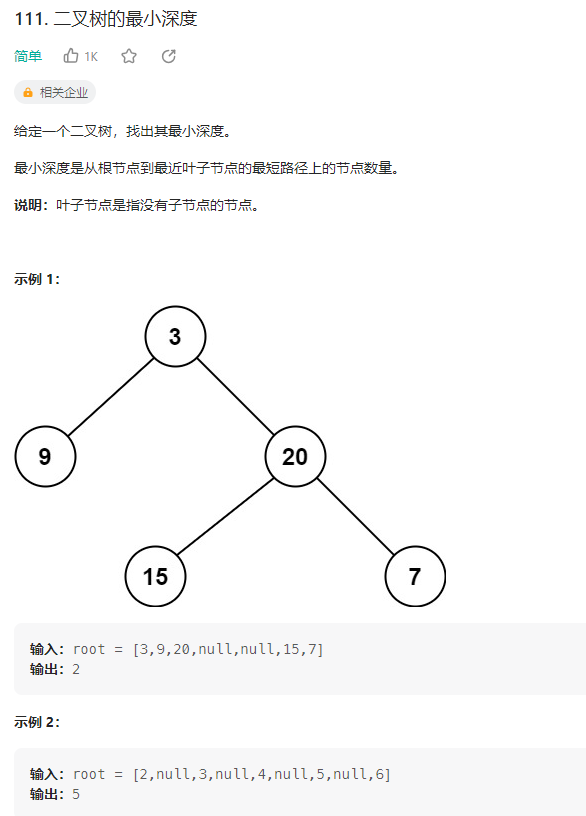 111. 二叉树的最小深度
简单 1K
相关企业
给定一个二叉树，找出其最小深度。
最小深度是从根节点到最近叶子节点的最短路径上的节点数量。
说明：叶子节点是指没有子节点的节点。
示例 1：
3
9 20
15 7
输入：root = [3,9,20,null,null,15,7]
输出：2
示例 2：
输入：root = [2,null,3,null,4,null,5,null,6]
输出：5